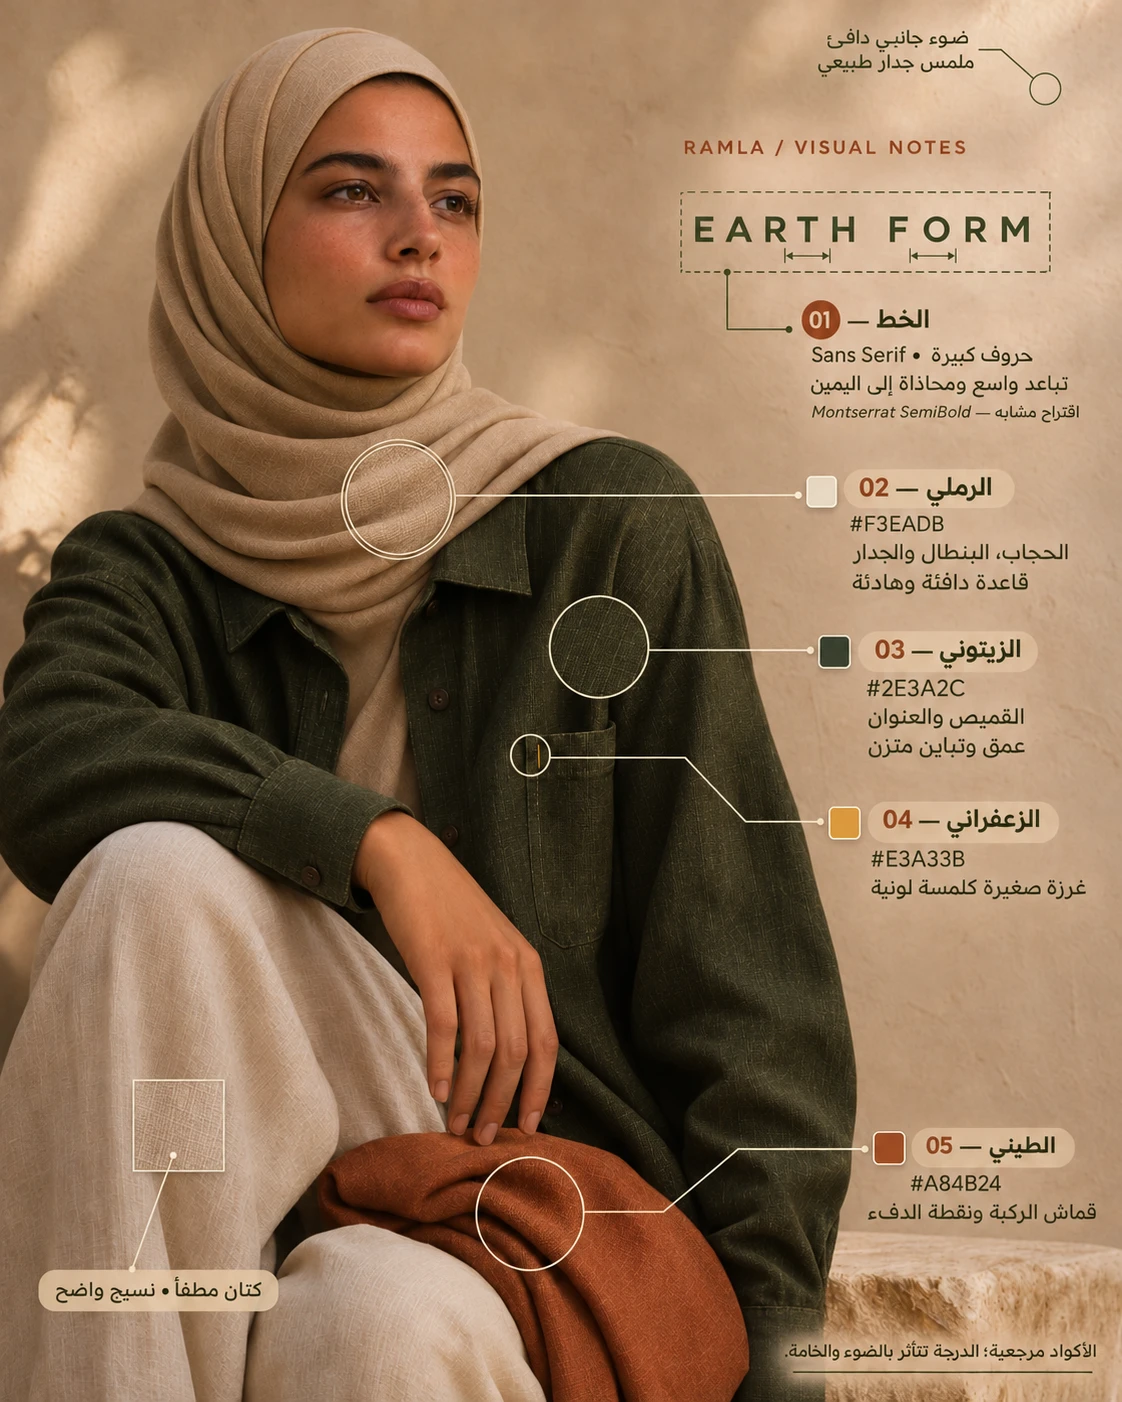 ضوء جانبي دافئ
ملمس جدار طبيعي
RAMLA / VISUAL NOTES
EARTH FORM
01 — الخط
حروف كبيرة • Sans Serif
تباعد واسع ومحاذاة إلى اليمين
اقتراح مشابه — Montserrat SemiBold
02 — الرملي
#F3EADB
الحجاب، البنطال والجدار
قاعدة دافئة وهادئة
03 — الزيتوني
#2E3A2C
القميص والعنوان
عمق وتباين متزن
04 — الزعفراني
#E3A33B
غرزة صغيرة كلمسة لونية
05 — الطيني
#A84B24
قماش الركبة ونقطة الدفء
كتان مطفأ • نسيج واضح
الأكواد مرجعية؛ الدرجة تتأثر بالضوء والخامة.